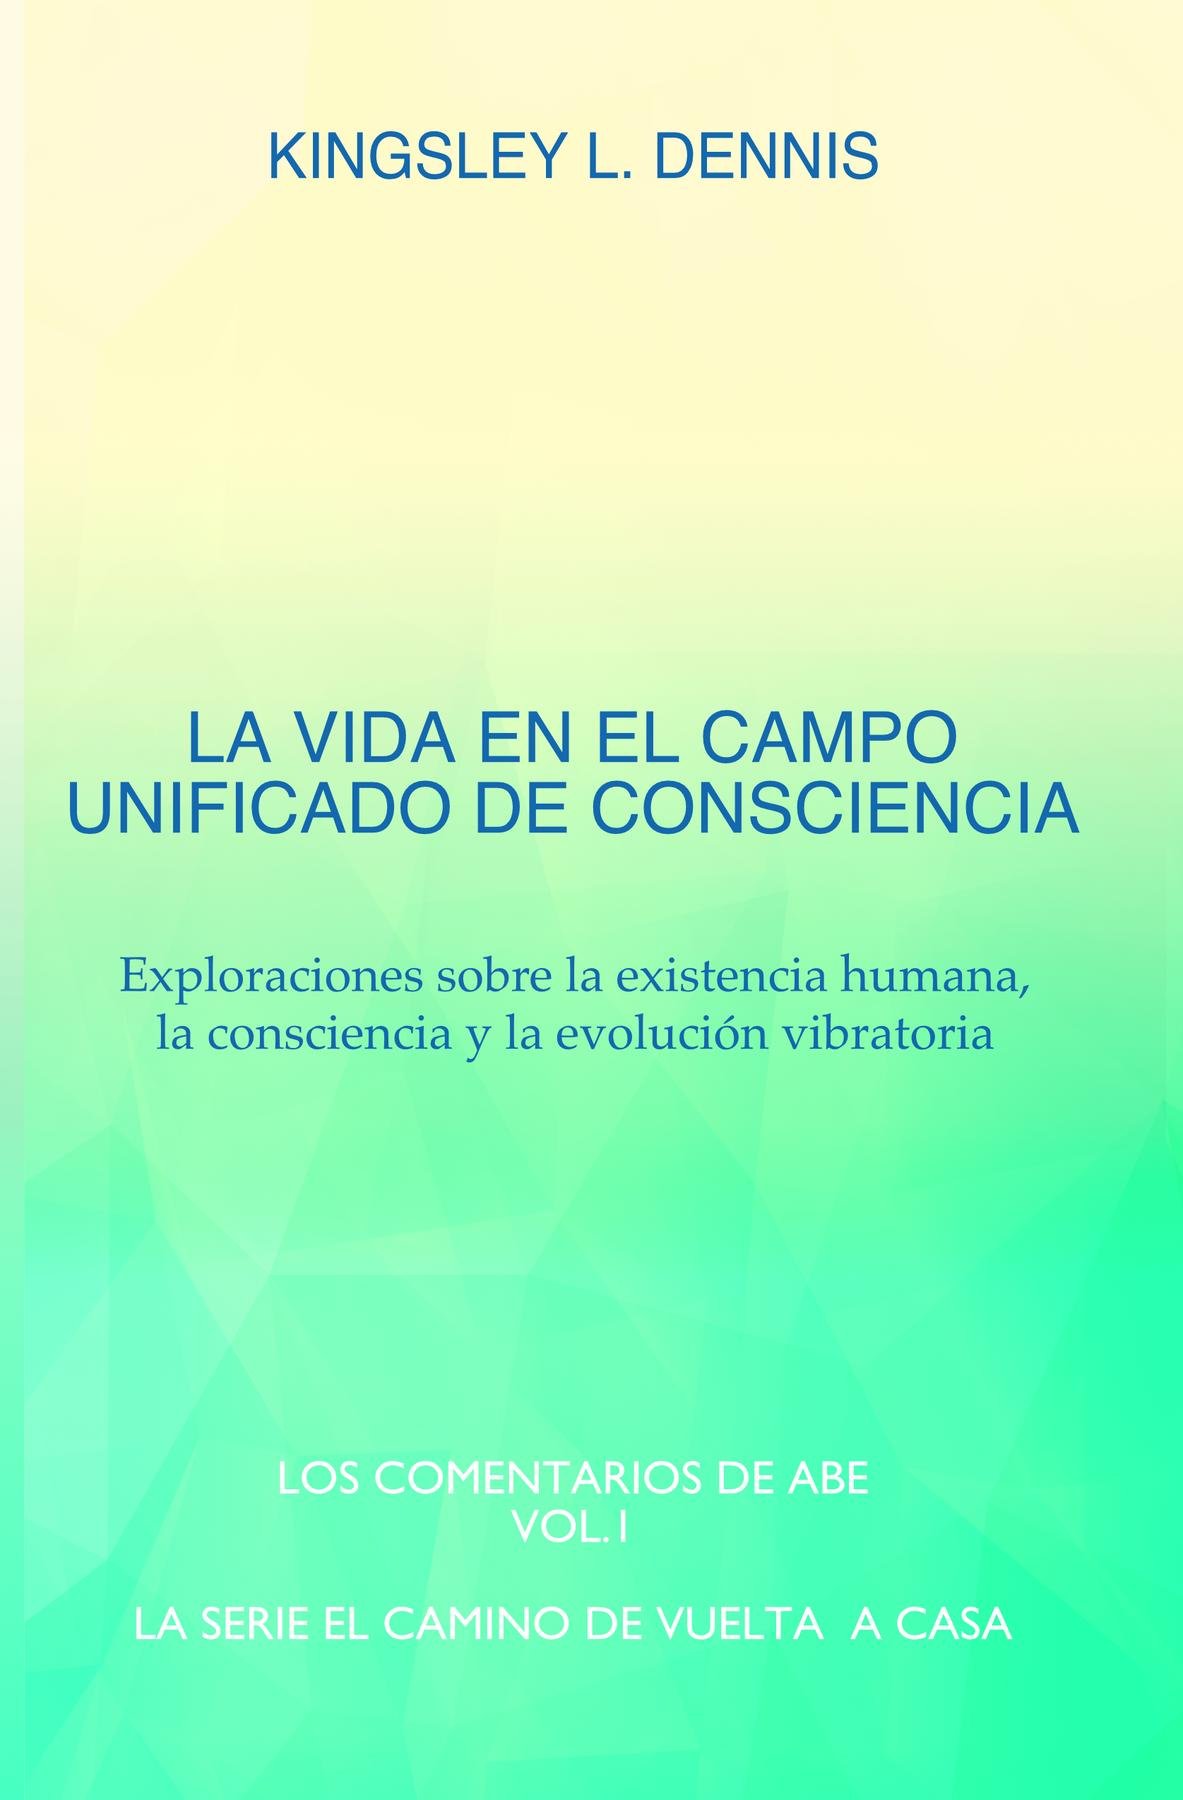 KINGSLEY L. DENNIS
LA VIDA EN EL CAMPO
UNIFICADO DE CONSCIENCIA
Exploraciones sobre la existencia humana,
la consciencia y la evolución vibratoria
LOS COMENTARIOS DE ABE
VOL.1
LA SERIE EL CAMINO DE VUELTA A CASA